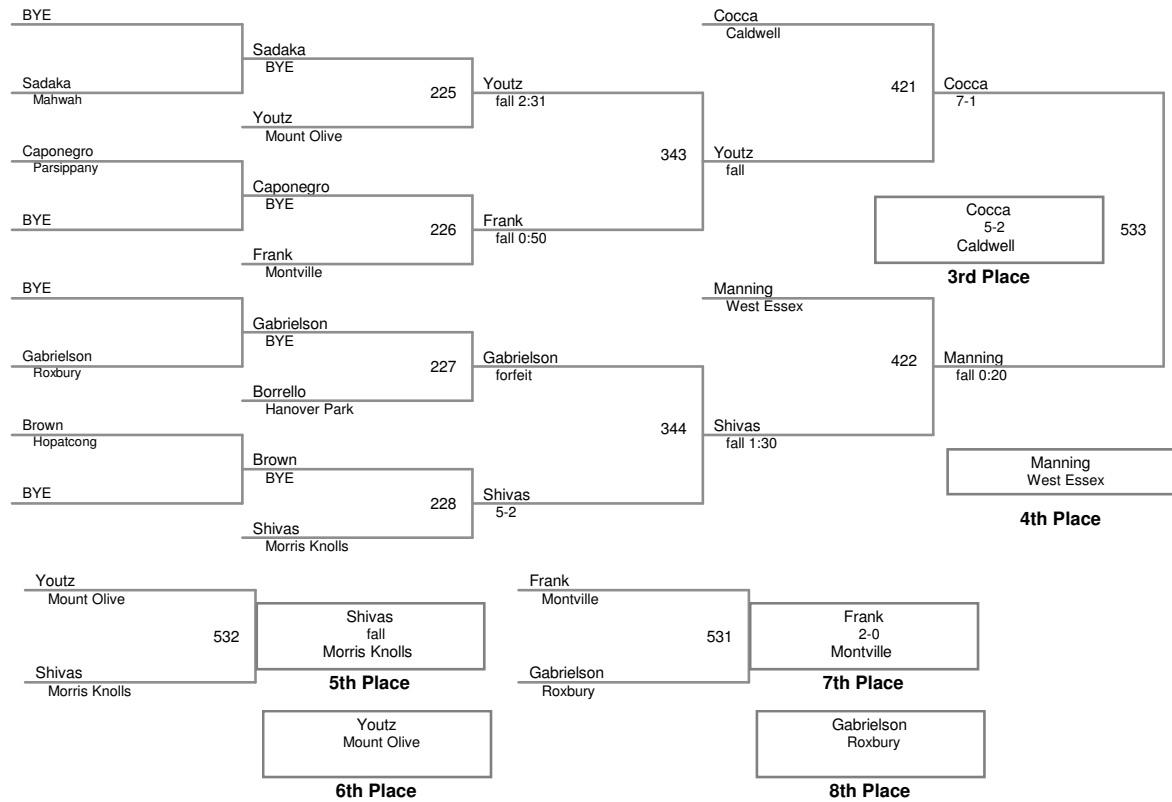 BYE
Sadaka
Mahwah
Caponegro
Parsippany
BYE
BYE
Gabrielson
Roxbury
Brown
Hopatcong
BYE
Sadaka
BYE
225
Youtz
Mount Olive
Caponegro
BYE
226
Frank
Montville
Gabrielson
BYE
227
Borrello
Hanover Park
Brown
BYE
228
Shivas
Morris Knolls
Youtz
fall 2:31
343
Frank
fall 0:50
Gabrielson
forfeit
344
Shivas
5-2
Cocca
Caldwell
421
Youtz
fall
Manning
West Essex
422
Shivas
fall 1:30
Cocca
7-1
533
Manning
fall 0:20
Cocca
5-2
Caldwell
3rd Place
Manning
West Essex
4th Place
Youtz
Mount Olive
532
Shivas
Morris Knolls
Shivas
fall
Morris Knolls
5th Place
Youtz
Mount Olive
6th Place
Frank
Montville
531
Gabrielson
Roxbury
Frank
2-0
Montville
7th Place
Gabrielson
Roxbury
8th Place